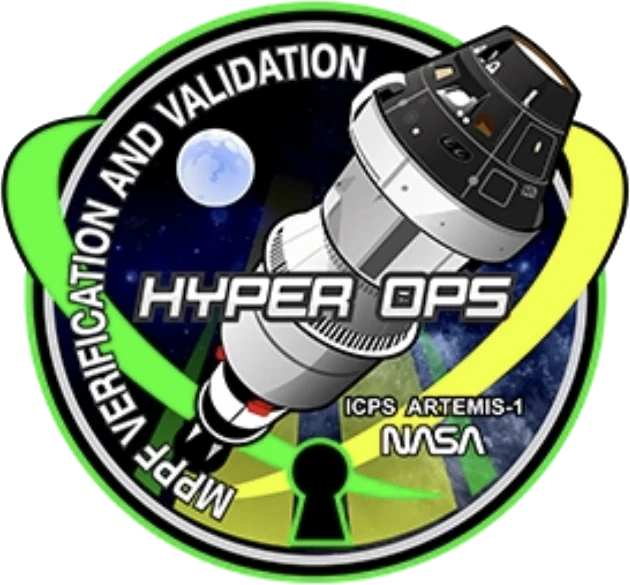 MPPF VERIFICATION AND VALIDATION
HYPER OPS
ICPS ARTEMIS-1
NASA